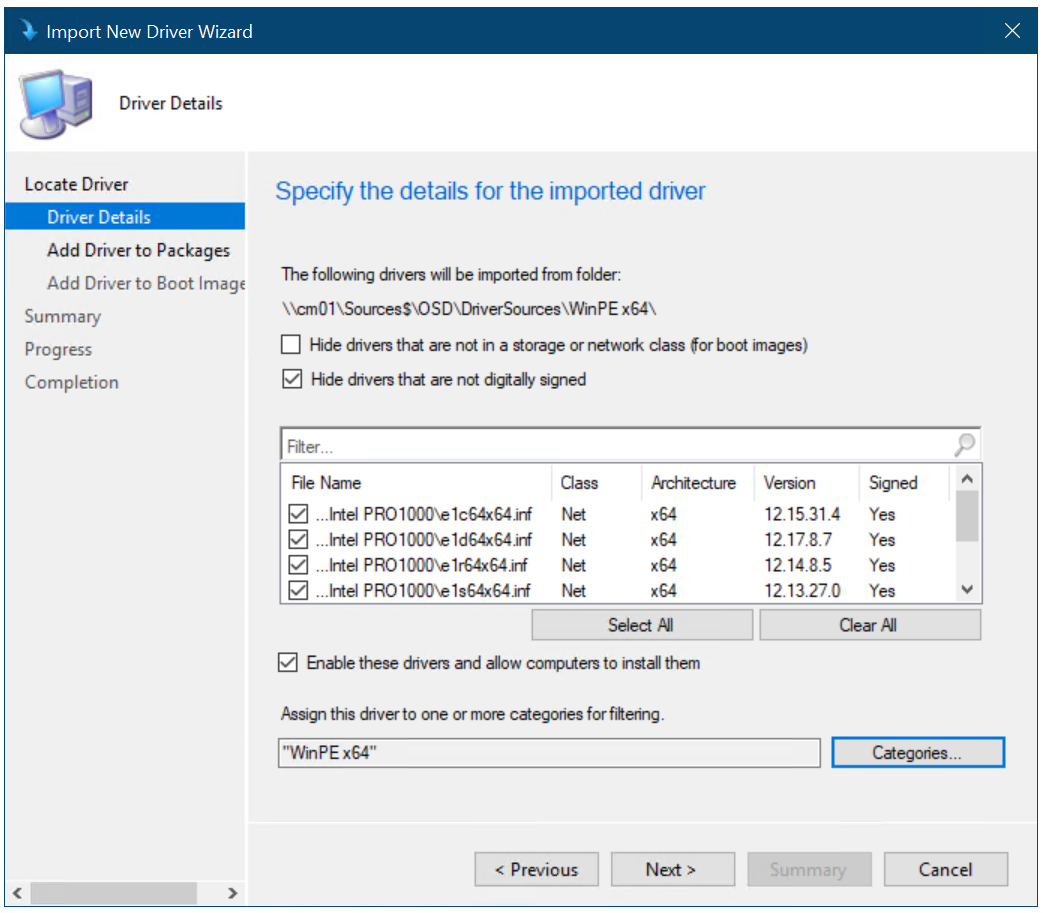 Import New Driver Wizard
Driver Details
Locate Driver
Driver Details
Add Driver to Packages
Add Driver to Boot Image
Summary
Progress
Completion
Specify the details for the imported driver
The following drivers will be imported from folder:
\\cm01\Sources$\OSD\DriverSources\WinPE x64\
Hide drivers that are not in a storage or network class (for boot images)
Hide drivers that are not digitally signed
Filter...
File Name Class Architecture Version Signed
...Intel PRO1000\e1c64x64.inf Net x64 12.15.31.4 Yes
...Intel PRO1000\e1d64x64.inf Net x64 12.17.8.7 Yes
...Intel PRO1000\e1r64x64.inf Net x64 12.14.8.5 Yes
...Intel PRO1000\e1s64x64.inf Net x64 12.13.27.0 Yes
Select All Clear All
Enable these drivers and allow computers to install them
Assign this driver to one or more categories for filtering.
"WinPE x64" Categories...
< Previous Next > Summary Cancel